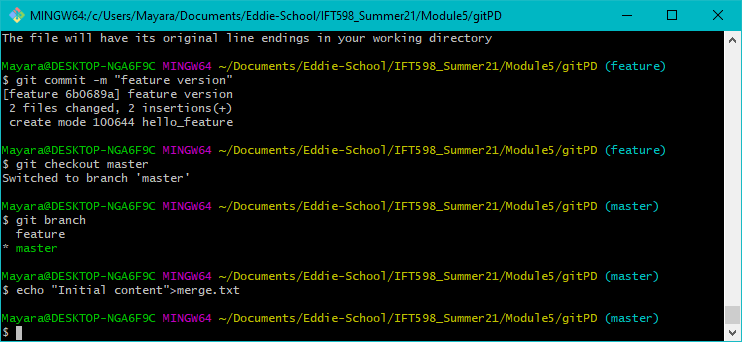 MINGW64:/c/Users/Mayara/Documents/Eddie-School/IFT598_Summer21/Module5/gitPD
The file will have its original line endings in your working directory
Mayara@DESKTOP-NGA6F9C MINGW64 ~/Documents/Eddie-School/IFT598_Summer21/Module5/gitPD (feature)
$ git commit -m "feature version"
[feature 6b0689a] feature version
 2 files changed, 2 insertions(+)
 create mode 100644 hello_feature
Mayara@DESKTOP-NGA6F9C MINGW64 ~/Documents/Eddie-School/IFT598_Summer21/Module5/gitPD (feature)
$ git checkout master
Switched to branch 'master'
Mayara@DESKTOP-NGA6F9C MINGW64 ~/Documents/Eddie-School/IFT598_Summer21/Module5/gitPD (master)
$ git branch
  feature
* master
Mayara@DESKTOP-NGA6F9C MINGW64 ~/Documents/Eddie-School/IFT598_Summer21/Module5/gitPD (master)
$ echo "Initial content">merge.txt
Mayara@DESKTOP-NGA6F9C MINGW64 ~/Documents/Eddie-School/IFT598_Summer21/Module5/gitPD (master)
$